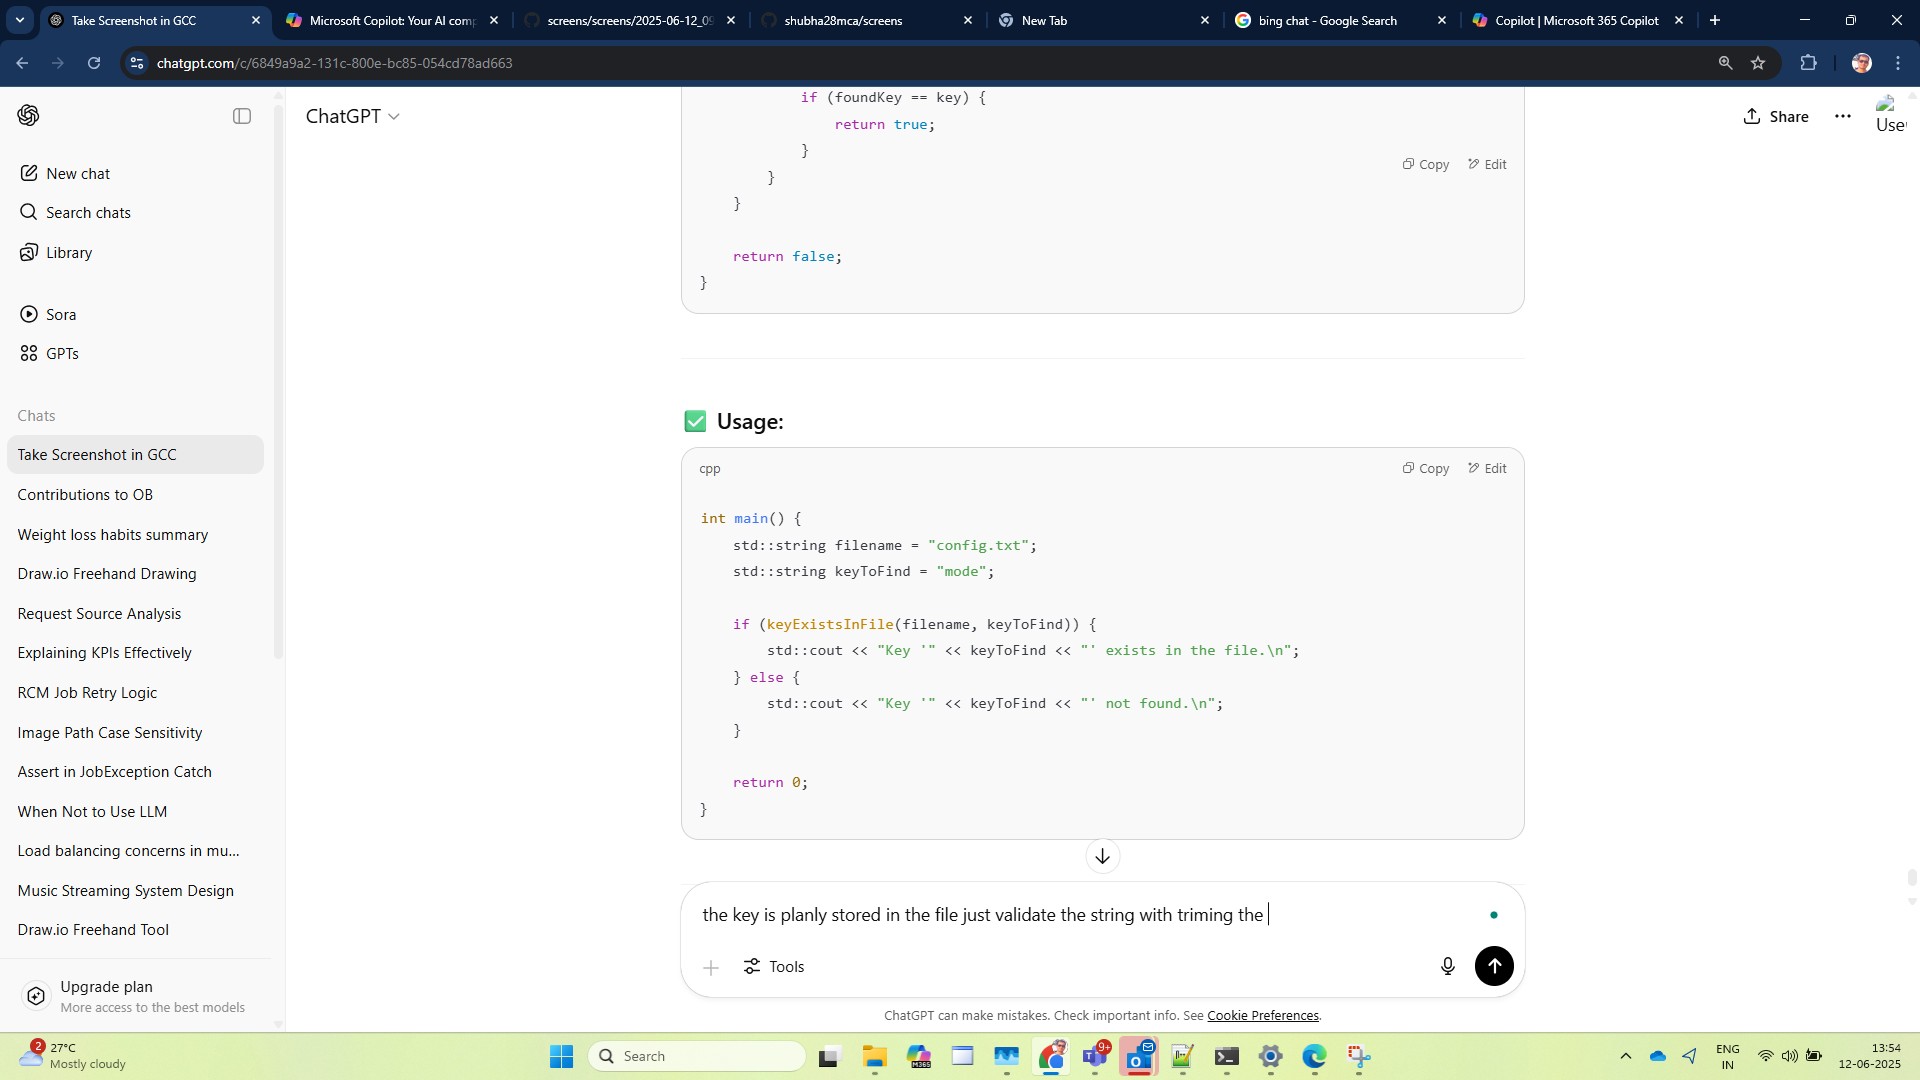 Take Screenshot in GCC
Microsoft Copilot: Your AI comp
screens/screens/2025-06-12_09
shubha28mca/screens
New Tab
bing chat - Google Search
Copilot | Microsoft 365 Copilot
chatgpt.com/c/6849a9a2-131c-800e-bc85-054cd78ad663
ChatGPT
Share
User
New chat
Search chats
Library
Sora
GPTs
Chats
Take Screenshot in GCC
Contributions to OB
Weight loss habits summary
Draw.io Freehand Drawing
Request Source Analysis
Explaining KPIs Effectively
RCM Job Retry Logic
Image Path Case Sensitivity
Assert in JobException Catch
When Not to Use LLM
Load balancing concerns in mu...
Music Streaming System Design
Draw.io Freehand Tool
Upgrade plan
More access to the best models
if (foundKey == key) {
return true;
}
Copy Edit
}
}
return false;
}
Usage:
cpp
Copy Edit
int main() {
std::string filename = "config.txt";
std::string keyToFind = "mode";
if (keyExistsInFile(filename, keyToFind)) {
std::cout << "Key '" << keyToFind << "' exists in the file.\n";
} else {
std::cout << "Key '" << keyToFind << "' not found.\n";
}
return 0;
}
the key is planly stored in the file just validate the string with triming the
Tools
ChatGPT can make mistakes. Check important info. See Cookie Preferences.
2
27°C
Mostly cloudy
Search
M365
9+
ENG
IN
13:54
12-06-2025